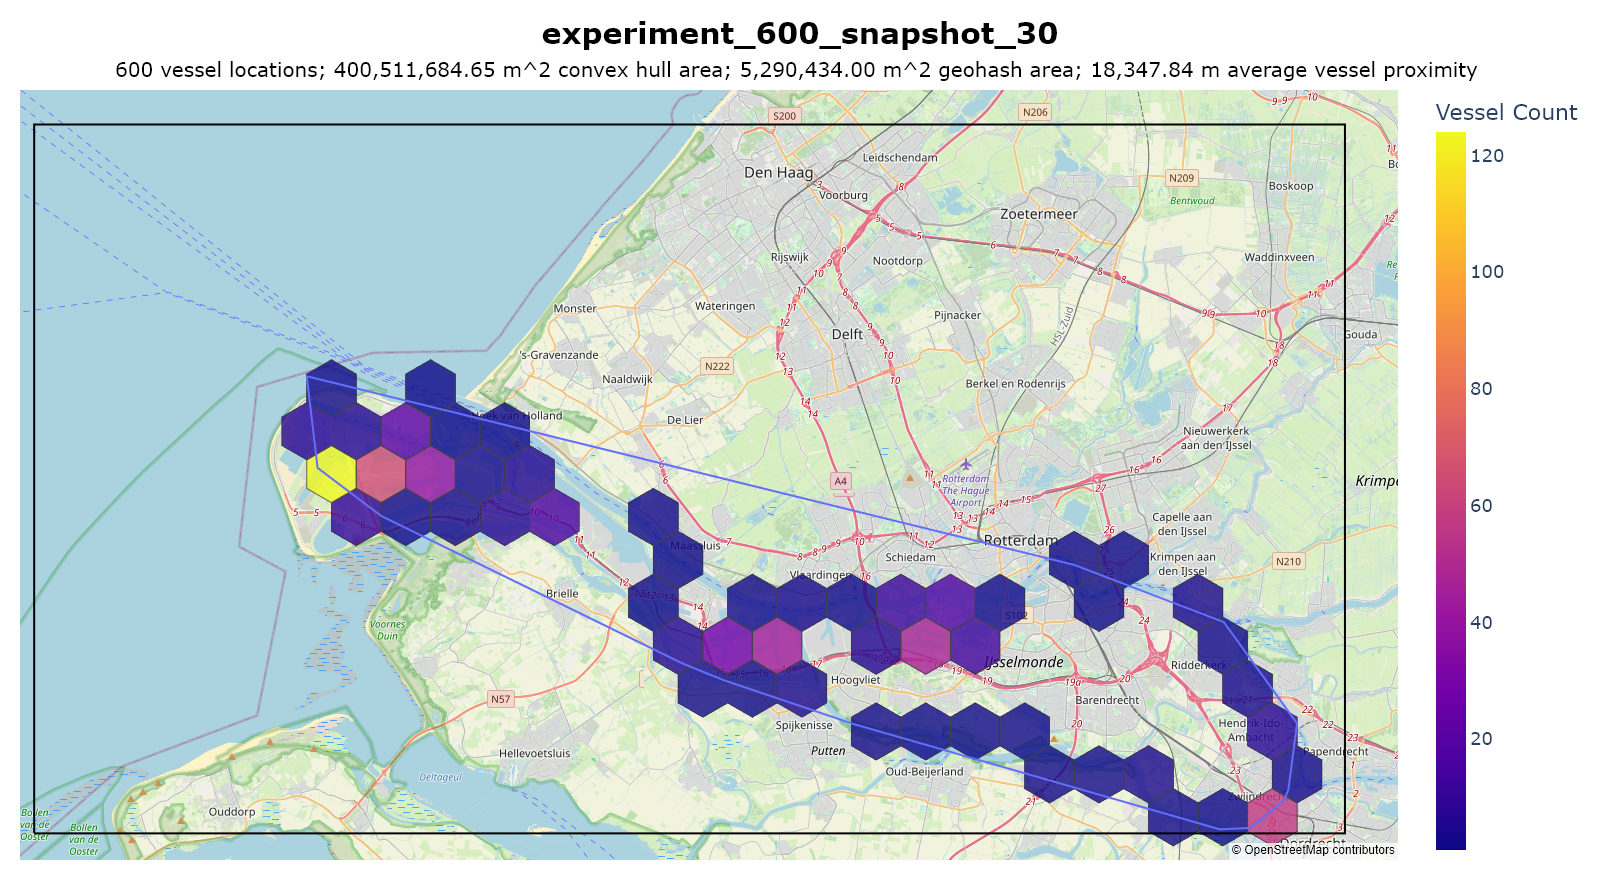 experiment_600_snapshot_30
600 vessel locations; 400,511,684.65 m^2 convex hull area; 5,290,434.00 m^2 geohash area; 18,347.84 m average vessel proximity
Vessel Count
120
100
80
60
40
20
S200
N206
Den Haag
Leidschendam
Voorburg
N209
Boskoop
Bentwoud
Zoetermeer
Rijswijk
Nootdorp
Waddinxveen
Monster
Wateringen
Pijnacker
HSL-Zuid
Delft
Gouda
's-Gravenzande
N222
Naaldwijk
Berkel en Rodenrijs
Hoek van Holland
De Lier
Nieuwerkerk
aan den IJssel
A4
Rotterdam
The Hague
Airport
Krimpe
Capelle aan
den IJssel
Maassluis
Schiedam
Rotterdam
Krimpen aan
den IJssel
N210
Vlaardingen
Brielle
S102
Voornes
Duin
IJsselmonde
Ridderkerk
Hoogvliet
N57
Barendrecht
Spijkenisse
Hendrik-Ido-
Ambacht
Papendrecht
Hellevoetsluis
Putten
Oud-Beijerland
Deltageul
Zwijndrecht
Ouddorp
Bollen
van de
Ooster
Bollen
van de
Ooster
Dordrecht
© OpenStreetMap contributors